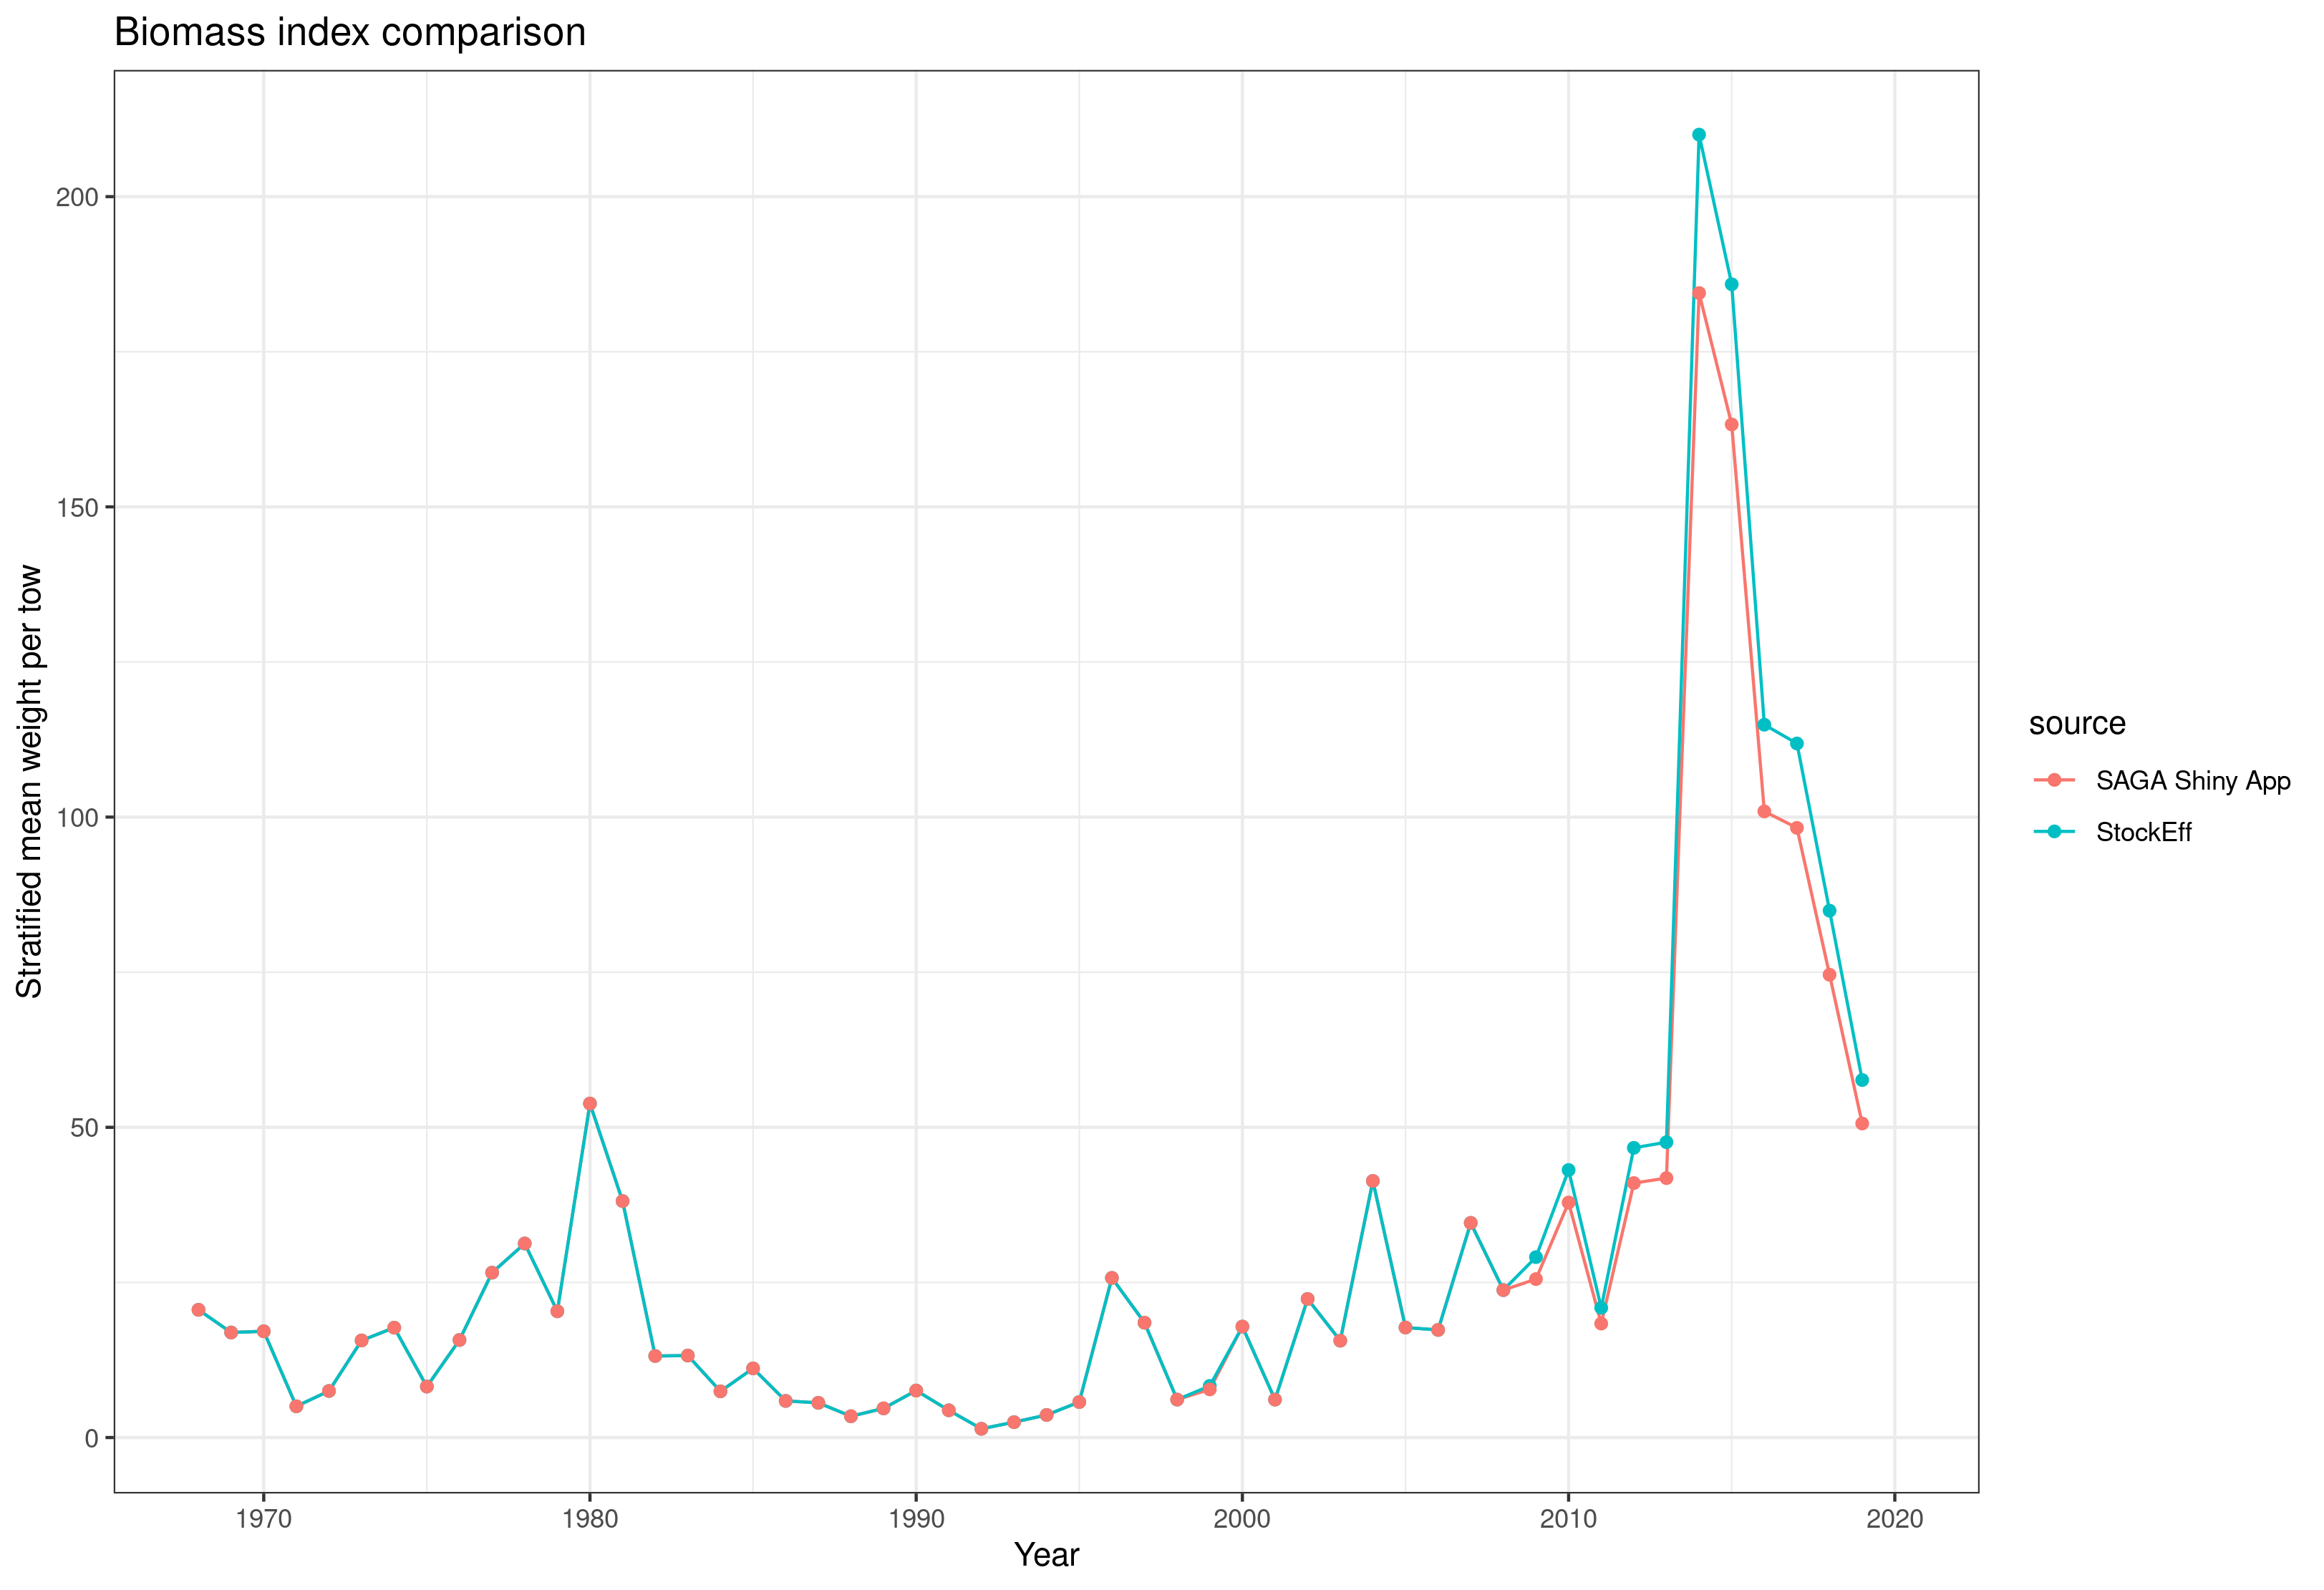 Biomass index comparison
Stratified mean weight per tow
200
150
100
50
0
1970
1980
1990
2000
2010
2020
Year
source
SAGA Shiny App
StockEff